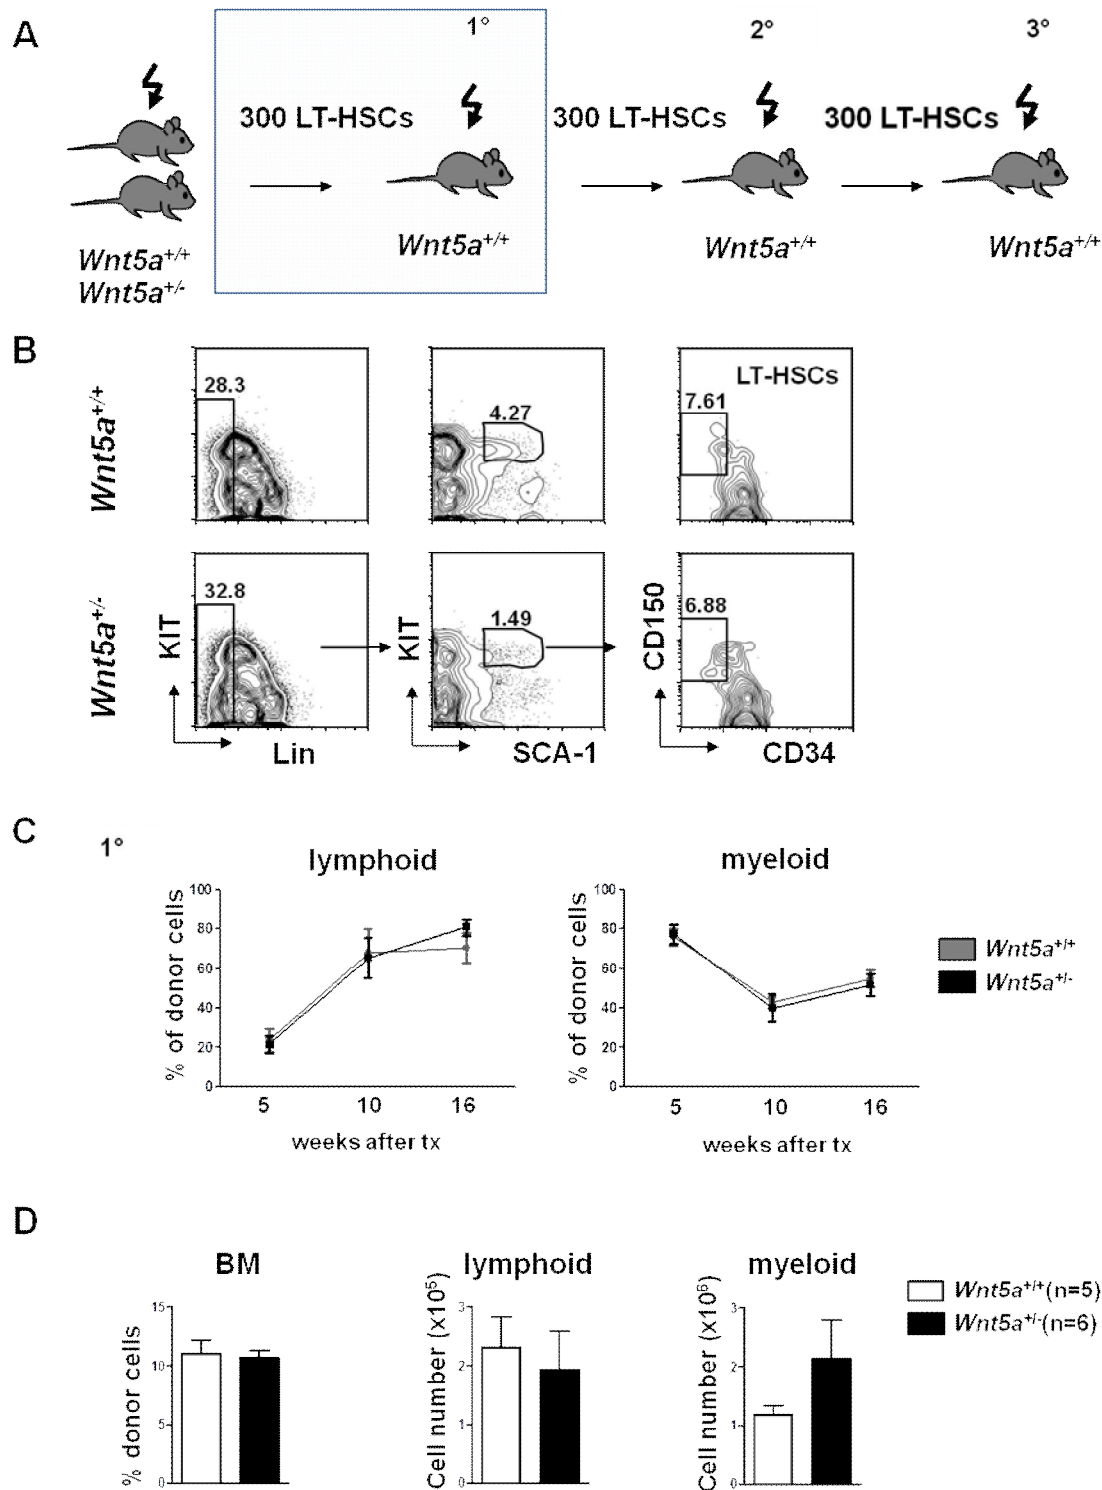 A
1° 2° 3°
300 LT-HSCs 300 LT-HSCs 300 LT-HSCs
Wnt5a+/+ Wnt5a+/+ Wnt5a+/+ Wnt5a+/+
Wnt5a+/-
B
Wnt5a+/+
28.3
4.27
LT-HSCs
7.61
Wnt5a+/-
32.8
1.49
6.88
KIT
KIT
CD150
Lin SCA-1 CD34
C
1°
lymphoid myeloid
% of donor cells
100
80
60
40
20
0
5 10 16
weeks after tx
% of donor cells
100
80
60
40
20
0
5 10 16
weeks after tx
Wnt5a+/+
Wnt5a+/-
D
BM lymphoid myeloid
% donor cells
15
10
5
0
Cell number (x10⁵)
3
2
1
0
Cell number (x10⁶)
3
2
1
0
Wnt5a+/+(n=5)
Wnt5a+/-(n=6)